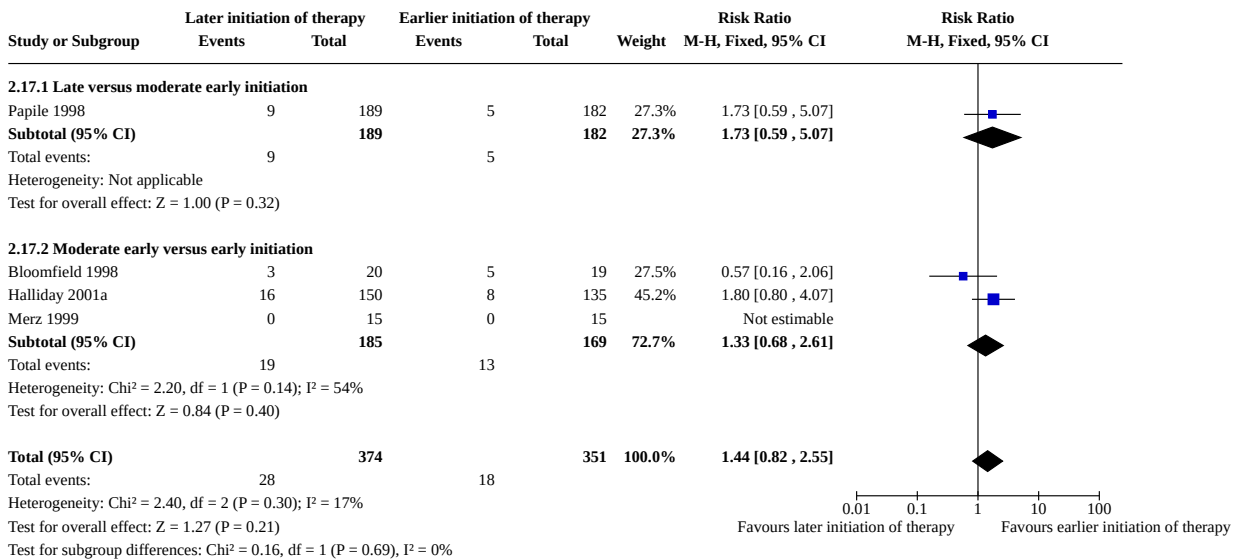 Later initiation of therapy Earlier initiation of therapy Risk Ratio Risk Ratio
Study or Subgroup Events Total Events Total Weight M-H, Fixed, 95% CI M-H, Fixed, 95% CI
2.17.1 Late versus moderate early initiation
Papile 1998 9 189 5 182 27.3% 1.73 [0.59 , 5.07]
Subtotal (95% CI) 189 182 27.3% 1.73 [0.59 , 5.07]
Total events: 9 5
Heterogeneity: Not applicable
Test for overall effect: Z = 1.00 (P = 0.32)
2.17.2 Moderate early versus early initiation
Bloomfield 1998 3 20 5 19 27.5% 0.57 [0.16 , 2.06]
Halliday 2001a 16 150 8 135 45.2% 1.80 [0.80 , 4.07]
Merz 1999 0 15 0 15 Not estimable
Subtotal (95% CI) 185 169 72.7% 1.33 [0.68 , 2.61]
Total events: 19 13
Heterogeneity: Chi² = 2.20, df = 1 (P = 0.14); I² = 54%
Test for overall effect: Z = 0.84 (P = 0.40)
Total (95% CI) 374 351 100.0% 1.44 [0.82 , 2.55]
Total events: 28 18
Heterogeneity: Chi² = 2.40, df = 2 (P = 0.30); I² = 17%
0.01 0.1 1 10 100
Test for overall effect: Z = 1.27 (P = 0.21)
Favours later initiation of therapy Favours earlier initiation of therapy
Test for subgroup differences: Chi² = 0.16, df = 1 (P = 0.69), I² = 0%